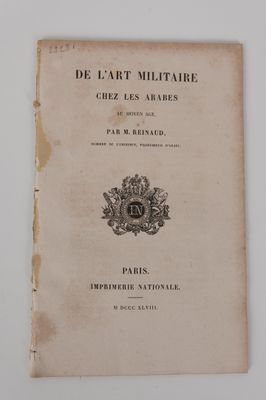 DE L'ART MILITAIRE
CHEZ LES ARABES
AU MOYEN AGE,
PAR M. REINAUD,
MEMBRE DE L'INSTITUT, PROFESSEUR D'ARABE.
IN
PARIS.
IMPRIMERIE NATIONALE.
M DCCC XLVIII.